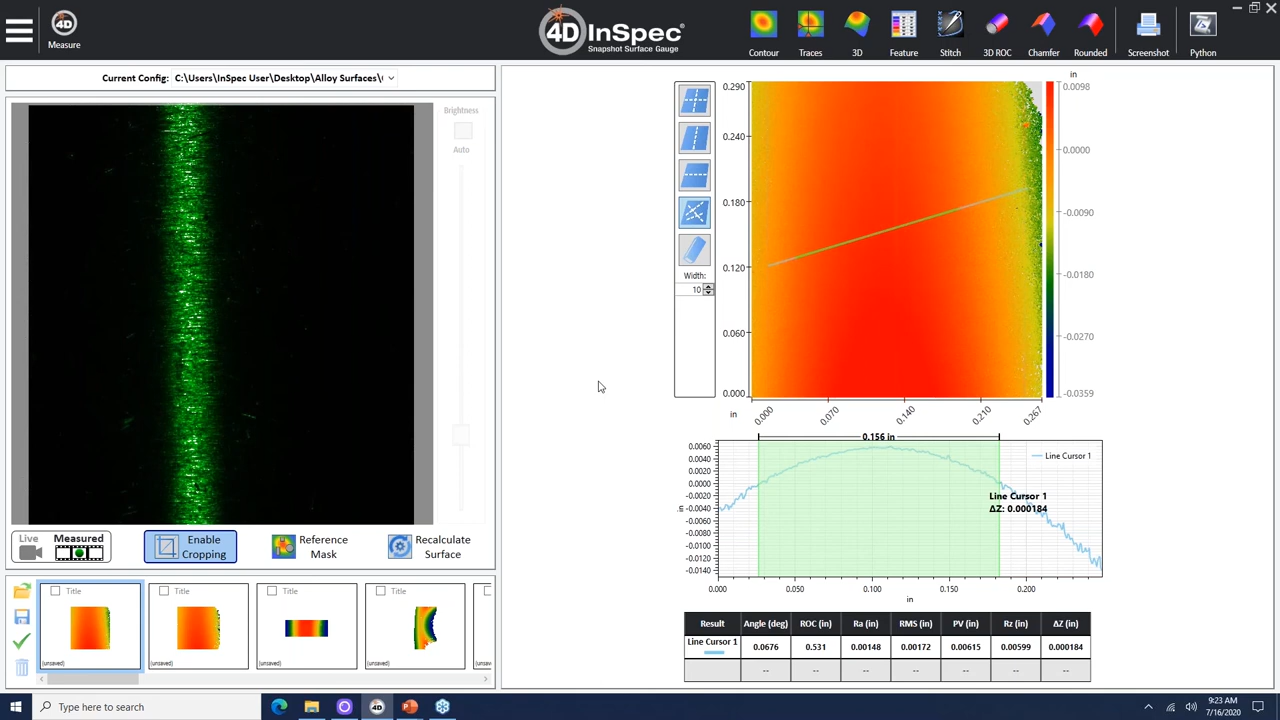 4D
Measure
4D InSpec®
Snapshot Surface Gauge
Contour
Traces
3D
Feature
Stitch
3D ROC
Chamfer
Rounded
Screenshot
Python
Current Config: C:\Users\InSpec User\Desktop\Alloy Surfaces\
Brightness
Auto
Live
Measured
Enable
Cropping
Reference
Mask
Recalculate
Surface
Title
(unsaved)
Title
(unsaved)
Title
(unsaved)
Title
(unsaved)
Width:
10
0.290
0.240
0.180
0.120
0.060
0.000
in
0.000
0.070
0.140
0.210
0.267
in
0.0098
0.0000
-0.0090
-0.0180
-0.0270
-0.0359
0.156 in
0.0060
0.0040
0.0020
0.0000
-0.0020
-0.0040
-0.0060
-0.0080
-0.0100
-0.0120
-0.0140
in
Line Cursor 1
Line Cursor 1
ΔZ: 0.000184
0.000
0.050
0.100
0.150
0.200
in
Result Angle (deg) ROC (in) Ra (in) RMS (in) PV (in) Rz (in) ΔZ (in)
Line Cursor 1 0.0676 0.531 0.00148 0.00172 0.00615 0.00599 0.000184
-- -- -- -- -- -- --
Type here to search
4D
9:23 AM
7/16/2020